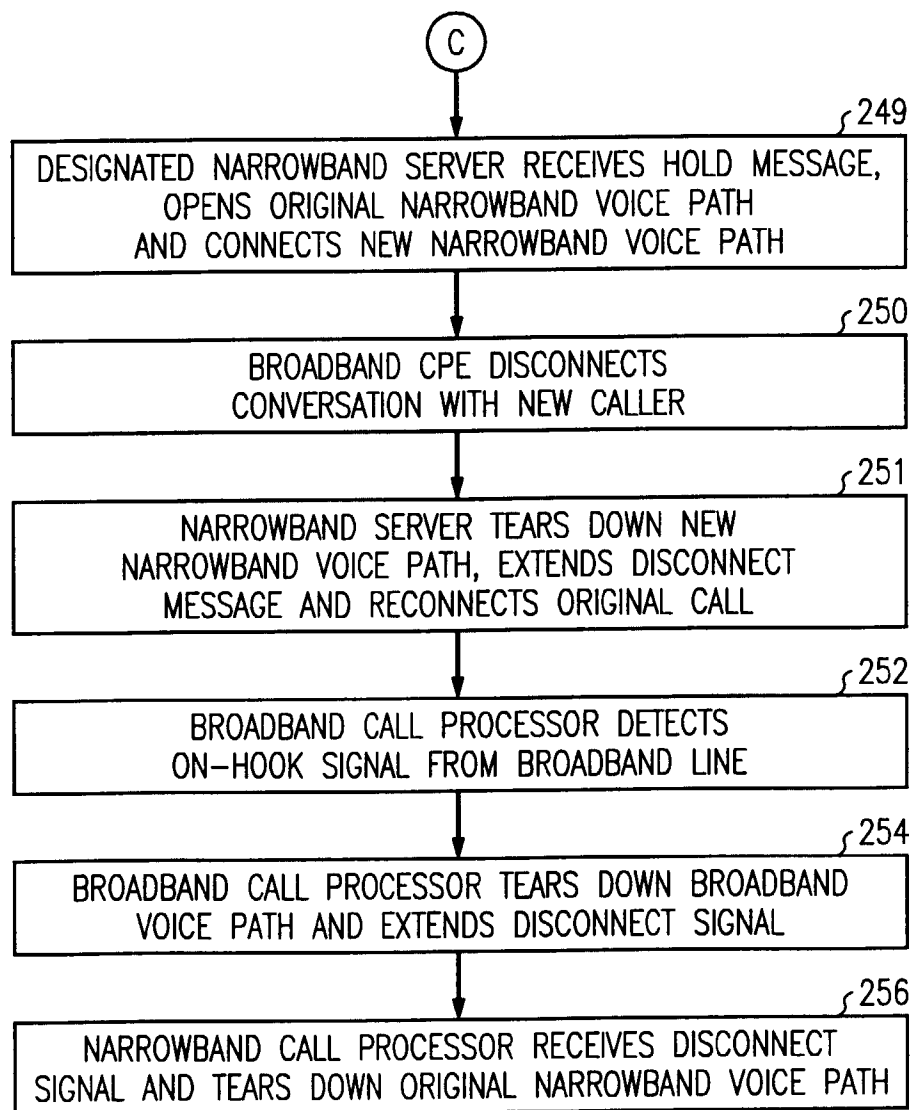 C
249
DESIGNATED NARROWBAND SERVER RECEIVES HOLD MESSAGE,
OPENS ORIGINAL NARROWBAND VOICE PATH
AND CONNECTS NEW NARROWBAND VOICE PATH
250
BROADBAND CPE DISCONNECTS
CONVERSATION WITH NEW CALLER
251
NARROWBAND SERVER TEARS DOWN NEW
NARROWBAND VOICE PATH, EXTENDS DISCONNECT
MESSAGE AND RECONNECTS ORIGINAL CALL
252
BROADBAND CALL PROCESSOR DETECTS
ON-HOOK SIGNAL FROM BROADBAND LINE
254
BROADBAND CALL PROCESSOR TEARS DOWN BROADBAND
VOICE PATH AND EXTENDS DISCONNECT SIGNAL
256
NARROWBAND CALL PROCESSOR RECEIVES DISCONNECT
SIGNAL AND TEARS DOWN ORIGINAL NARROWBAND VOICE PATH